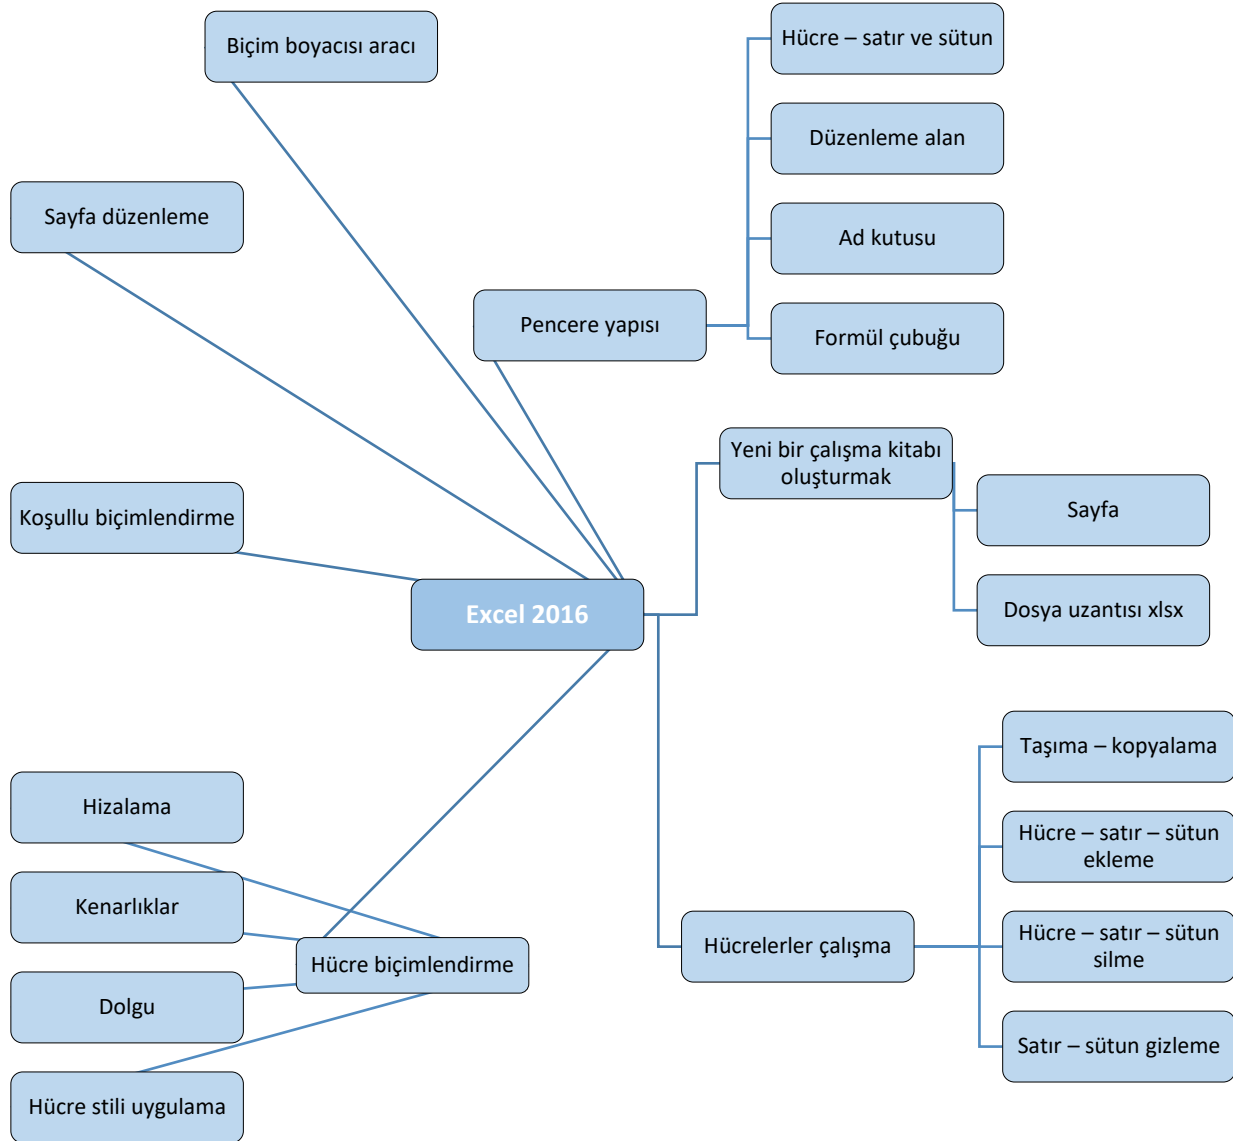 Biçim boyacısı aracı
Hücre – satır ve sütun
Düzenleme alan
Sayfa düzenleme
Ad kutusu
Pencere yapısı
Formül çubuğu
Yeni bir çalışma kitabı
oluşturmak
Sayfa
Koşullu biçimlendirme
Dosya uzantısı xlsx
Excel 2016
Taşıma – kopyalama
Hizalama
Hücre – satır – sütun
ekleme
Kenarlıklar
Hücrelerler çalışma
Hücre – satır – sütun
silme
Hücre biçimlendirme
Dolgu
Satır – sütun gizleme
Hücre stili uygulama